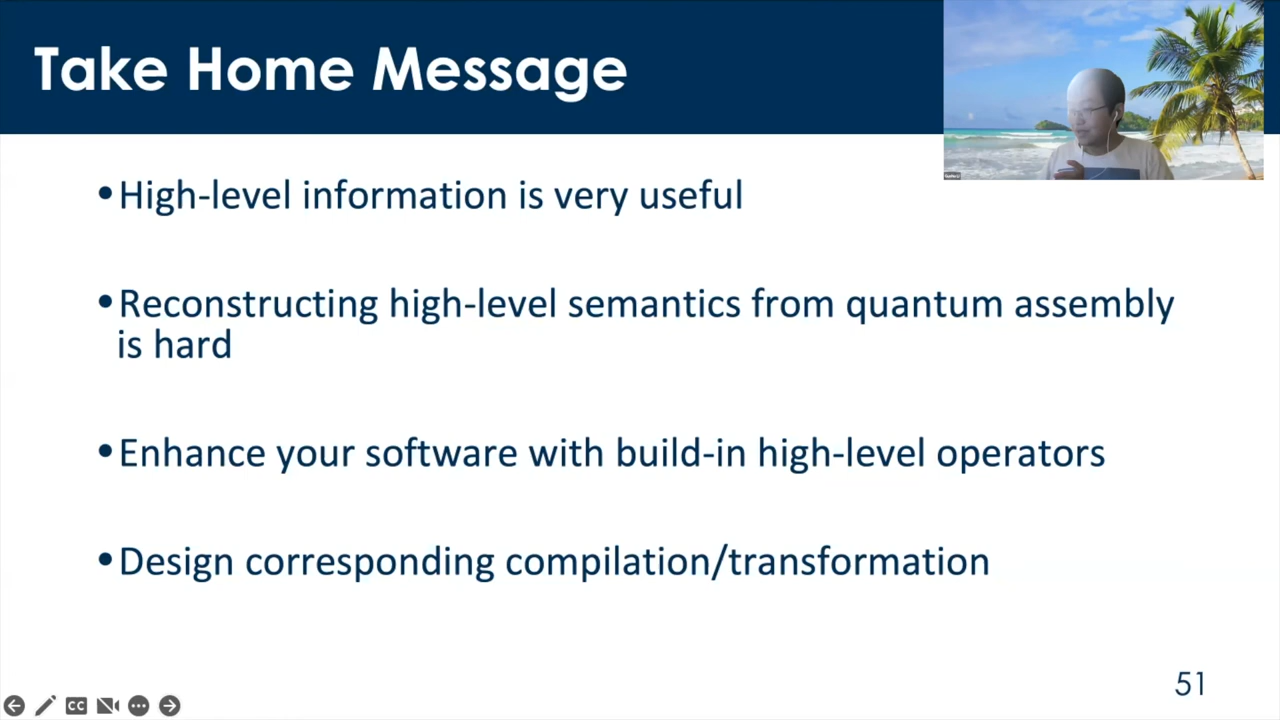 Take Home Message
•High-level information is very useful
•Reconstructing high-level semantics from quantum assembly
is hard
•Enhance your software with build-in high-level operators
•Design corresponding compilation/transformation
51
CC